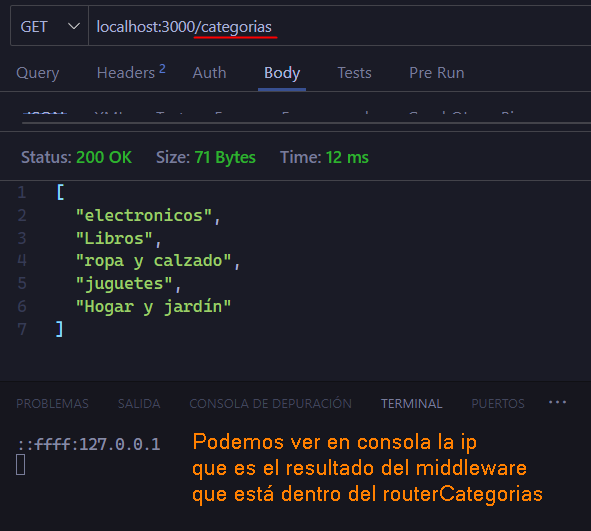 GET localhost:3000/categorias
Query Headers 2 Auth Body Tests Pre Run
Status: 200 OK Size: 71 Bytes Time: 12 ms
1 [
2 "electronicos",
3 "Libros",
4 "ropa y calzado",
5 "juguetes",
6 "Hogar y jardín"
7 ]
PROBLEMAS SALIDA CONSOLA DE DEPURACIÓN TERMINAL PUERTOS ...
::ffff:127.0.0.1
Podemos ver en consola la ip
que es el resultado del middleware
que está dentro del routerCategorias